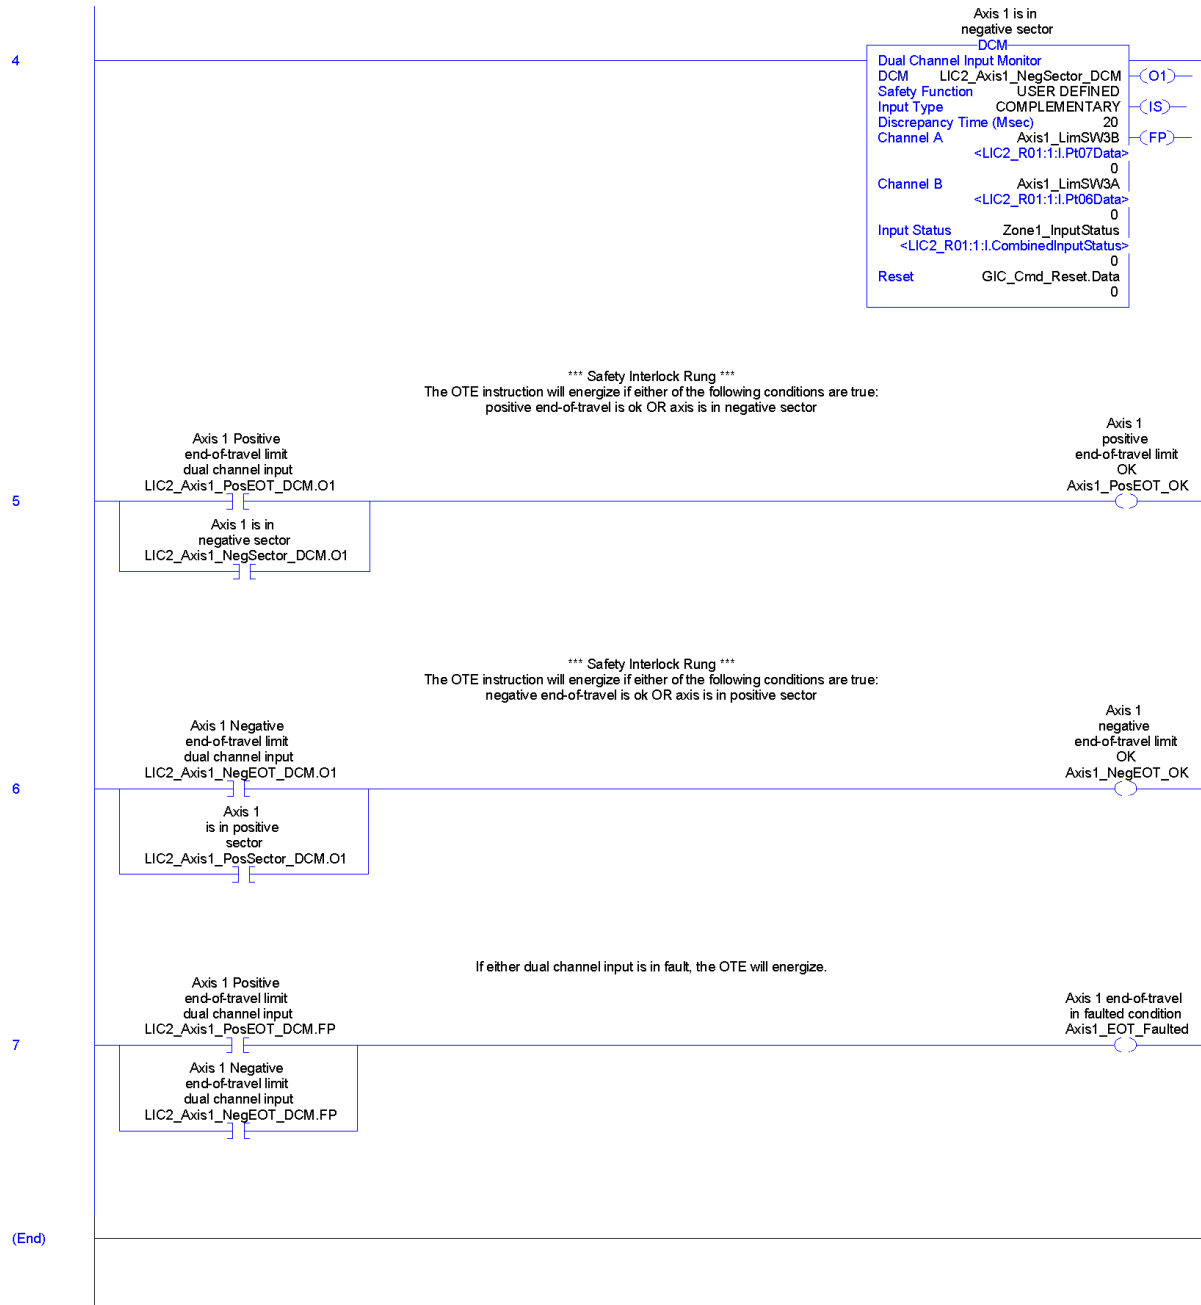 4
Axis 1 is in
negative sector
DCM
Dual Channel Input Monitor
DCM LIC2_Axis1_NegSector_DCM
Safety Function USER DEFINED
Input Type COMPLEMENTARY
Discrepancy Time (Msec) 20
Channel A Axis1_LimSW3B
<LIC2_R01:1:I.Pt07Data>
0
Channel B Axis1_LimSW3A
<LIC2_R01:1:I.Pt06Data>
0
Input Status Zone1_InputStatus
<LIC2_R01:1:I.CombinedInputStatus>
0
Reset GIC_Cmd_Reset.Data
0
O1
IS
FP
*** Safety Interlock Rung ***
The OTE instruction will energize if either of the following conditions are true:
positive end-of-travel is ok OR axis is in negative sector
5
Axis 1 Positive
end-of-travel limit
dual channel input
LIC2_Axis1_PosEOT_DCM.O1
Axis 1 is in
negative sector
LIC2_Axis1_NegSector_DCM.O1
Axis 1
positive
end-of-travel limit
OK
Axis1_PosEOT_OK
*** Safety Interlock Rung ***
The OTE instruction will energize if either of the following conditions are true:
negative end-of-travel is ok OR axis is in positive sector
6
Axis 1 Negative
end-of-travel limit
dual channel input
LIC2_Axis1_NegEOT_DCM.O1
Axis 1
is in positive
sector
LIC2_Axis1_PosSector_DCM.O1
Axis 1
negative
end-of-travel limit
OK
Axis1_NegEOT_OK
If either dual channel input is in fault, the OTE will energize.
7
Axis 1 Positive
end-of-travel limit
dual channel input
LIC2_Axis1_PosEOT_DCM.FP
Axis 1 Negative
end-of-travel limit
dual channel input
LIC2_Axis1_NegEOT_DCM.FP
Axis 1 end-of-travel
in faulted condition
Axis1_EOT_Faulted
(End)